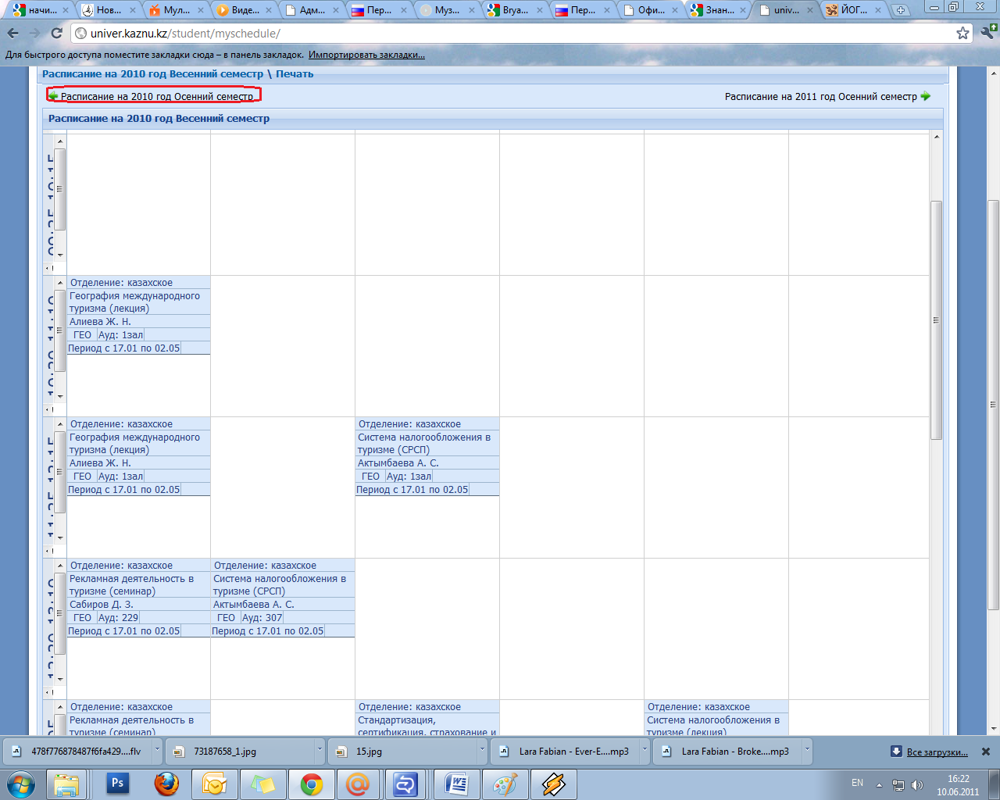 начи...
Нов...
Мул...
Виде...
Адм...
Пер...
Муз...
Brya...
Пер...
Офи...
Знан...
univ...
ЙОГ...
univer.kaznu.kz/student/myschedule/
Для быстрого доступа поместите закладки сюда – в панель закладок. Импортировать закладки...
Расписание на 2010 год Весенний семестр \ Печать
Расписание на 2010 год Осенний семестр
Расписание на 2011 год Осенний семестр
Расписание на 2010 год Весенний семестр
Отделение: казахское
География международного
туризма (лекция)
Алиева Ж. Н.
ГЕО Ауд: 1зал
Период с 17.01 по 02.05
Отделение: казахское
География международного
туризма (лекция)
Алиева Ж. Н.
ГЕО Ауд: 1зал
Период с 17.01 по 02.05
Отделение: казахское
Система налогообложения в
туризме (СРСП)
Актымбаева А. С.
ГЕО Ауд: 1зал
Период с 17.01 по 02.05
Отделение: казахское
Рекламная деятельность в
туризме (семинар)
Сабиров Д. З.
ГЕО Ауд: 229
Период с 17.01 по 02.05
Отделение: казахское
Система налогообложения в
туризме (СРСП)
Актымбаева А. С.
ГЕО Ауд: 307
Период с 17.01 по 02.05
Отделение: казахское
Рекламная деятельность в
туризме (семинар)
Отделение: казахское
Стандартизация,
сертификация, страхование и
Отделение: казахское
Система налогообложения в
туризме (лекция)
478f776878487f6fa429....flv
73187658_1.jpg
15.jpg
Lara Fabian - Ever-E....mp3
Lara Fabian - Broke....mp3
Все загрузки...
Ps
EN
16:22
10.06.2011